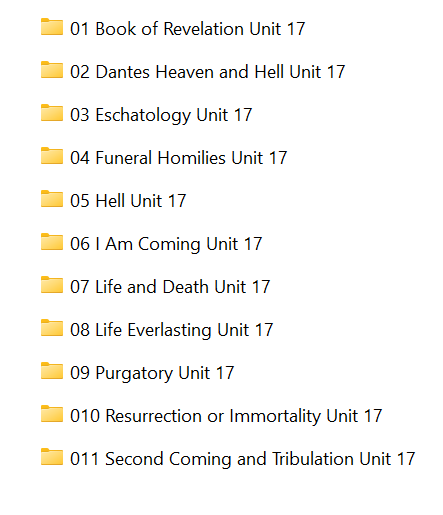 01 Book of Revelation Unit 17
02 Dantes Heaven and Hell Unit 17
03 Eschatology Unit 17
04 Funeral Homilies Unit 17
05 Hell Unit 17
06 I Am Coming Unit 17
07 Life and Death Unit 17
08 Life Everlasting Unit 17
09 Purgatory Unit 17
010 Resurrection or Immortality Unit 17
011 Second Coming and Tribulation Unit 17